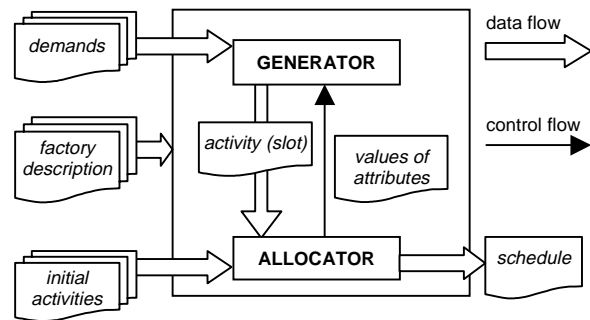 demands
GENERATOR
data flow
factory
description
activity (slot)
values of
attributes
control flow
initial
activities
ALLOCATOR
schedule